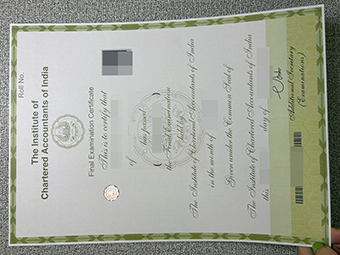 Roll No.
The Institute of
Chartered Accountants of India
Final Examination Certificate
This is to certify that
of
has passed
the Final Examination
held by
The Institute of Chartered Accountants of India
in the month of
Given under the Common Seal of
The Institute of Chartered Accountants of India
day of
Additional Secretary
(Examinations)